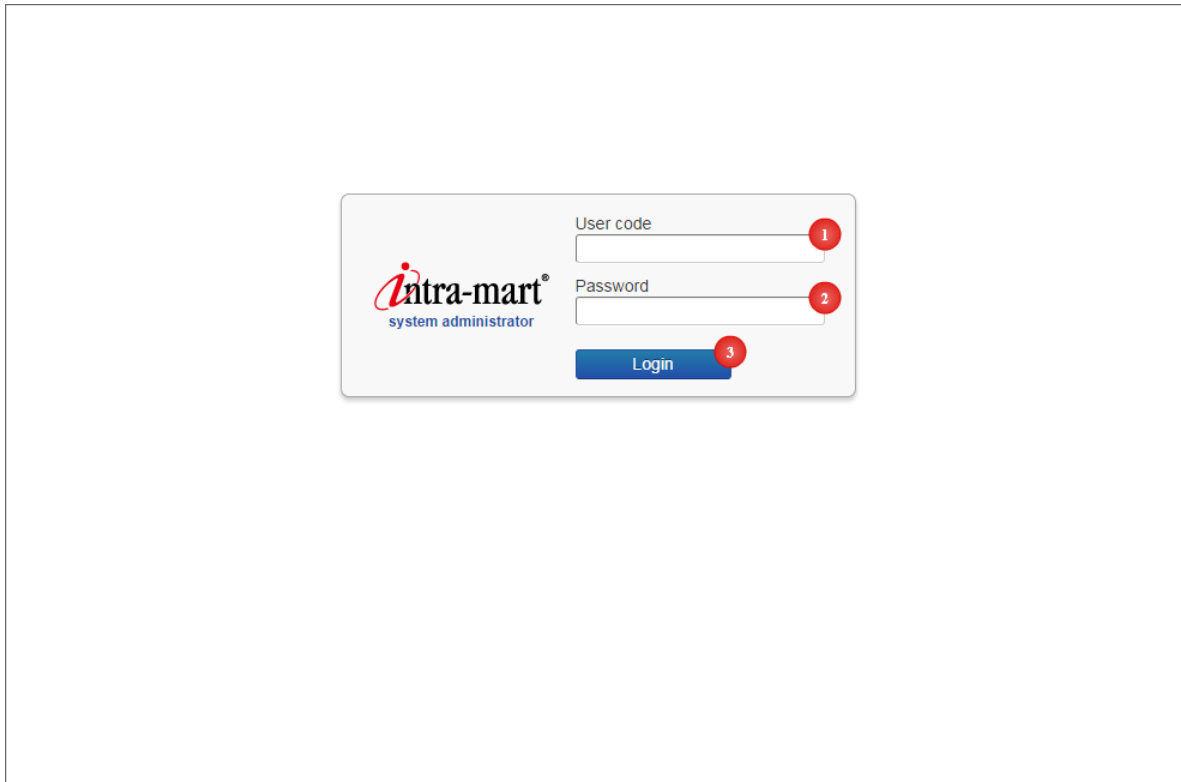 User code
1
intra-mart®
Password
2
system administrator
Login
3